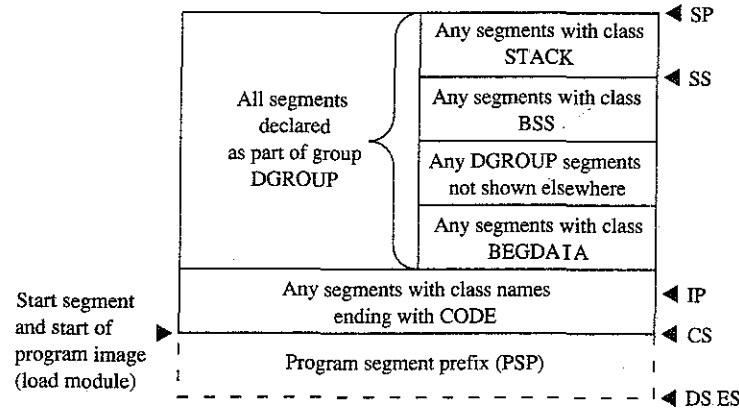 SP
Any segments with class
STACK
SS
All segments
declared
as part of group
DGROUP
Any segments with class
BSS
Any DGROUP segments
not shown elsewhere
Any segments with class
BEGDATA
Any segments with class names
ending with CODE
IP
Start segment
and start of
program image
(load module)
CS
Program segment prefix (PSP)
DS,ES